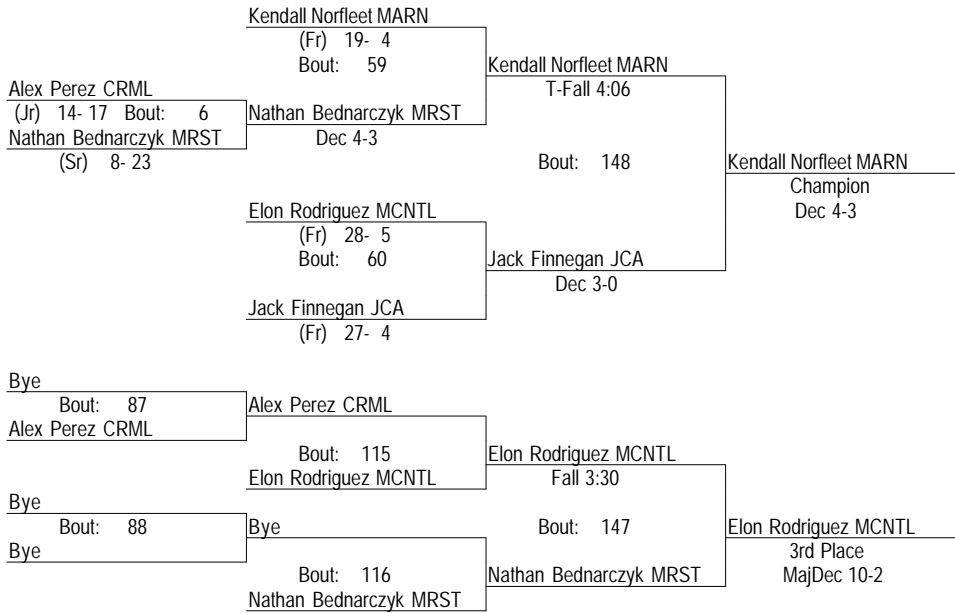 Kendall Norfleet MARN
(Fr) 19- 4
Bout: 59
Kendall Norfleet MARN
T-Fall 4:06
Alex Perez CRML
(Jr) 14- 17 Bout: 6
Nathan Bednarczyk MRST
Dec 4-3
Nathan Bednarczyk MRST
(Sr) 8- 23
Bout: 148
Kendall Norfleet MARN
Champion
Dec 4-3
Elon Rodriguez MCNTL
(Fr) 28- 5
Bout: 60
Jack Finnegan JCA
Dec 3-0
Jack Finnegan JCA
(Fr) 27- 4
Bye
Bout: 87
Alex Perez CRML
Alex Perez CRML
Bout: 115
Elon Rodriguez MCNTL
Elon Rodriguez MCNTL
Fall 3:30
Bye
Bout: 88
Bye
Bye
Bout: 147
Elon Rodriguez MCNTL
3rd Place
MajDec 10-2
Bout: 116
Nathan Bednarczyk MRST
Nathan Bednarczyk MRST